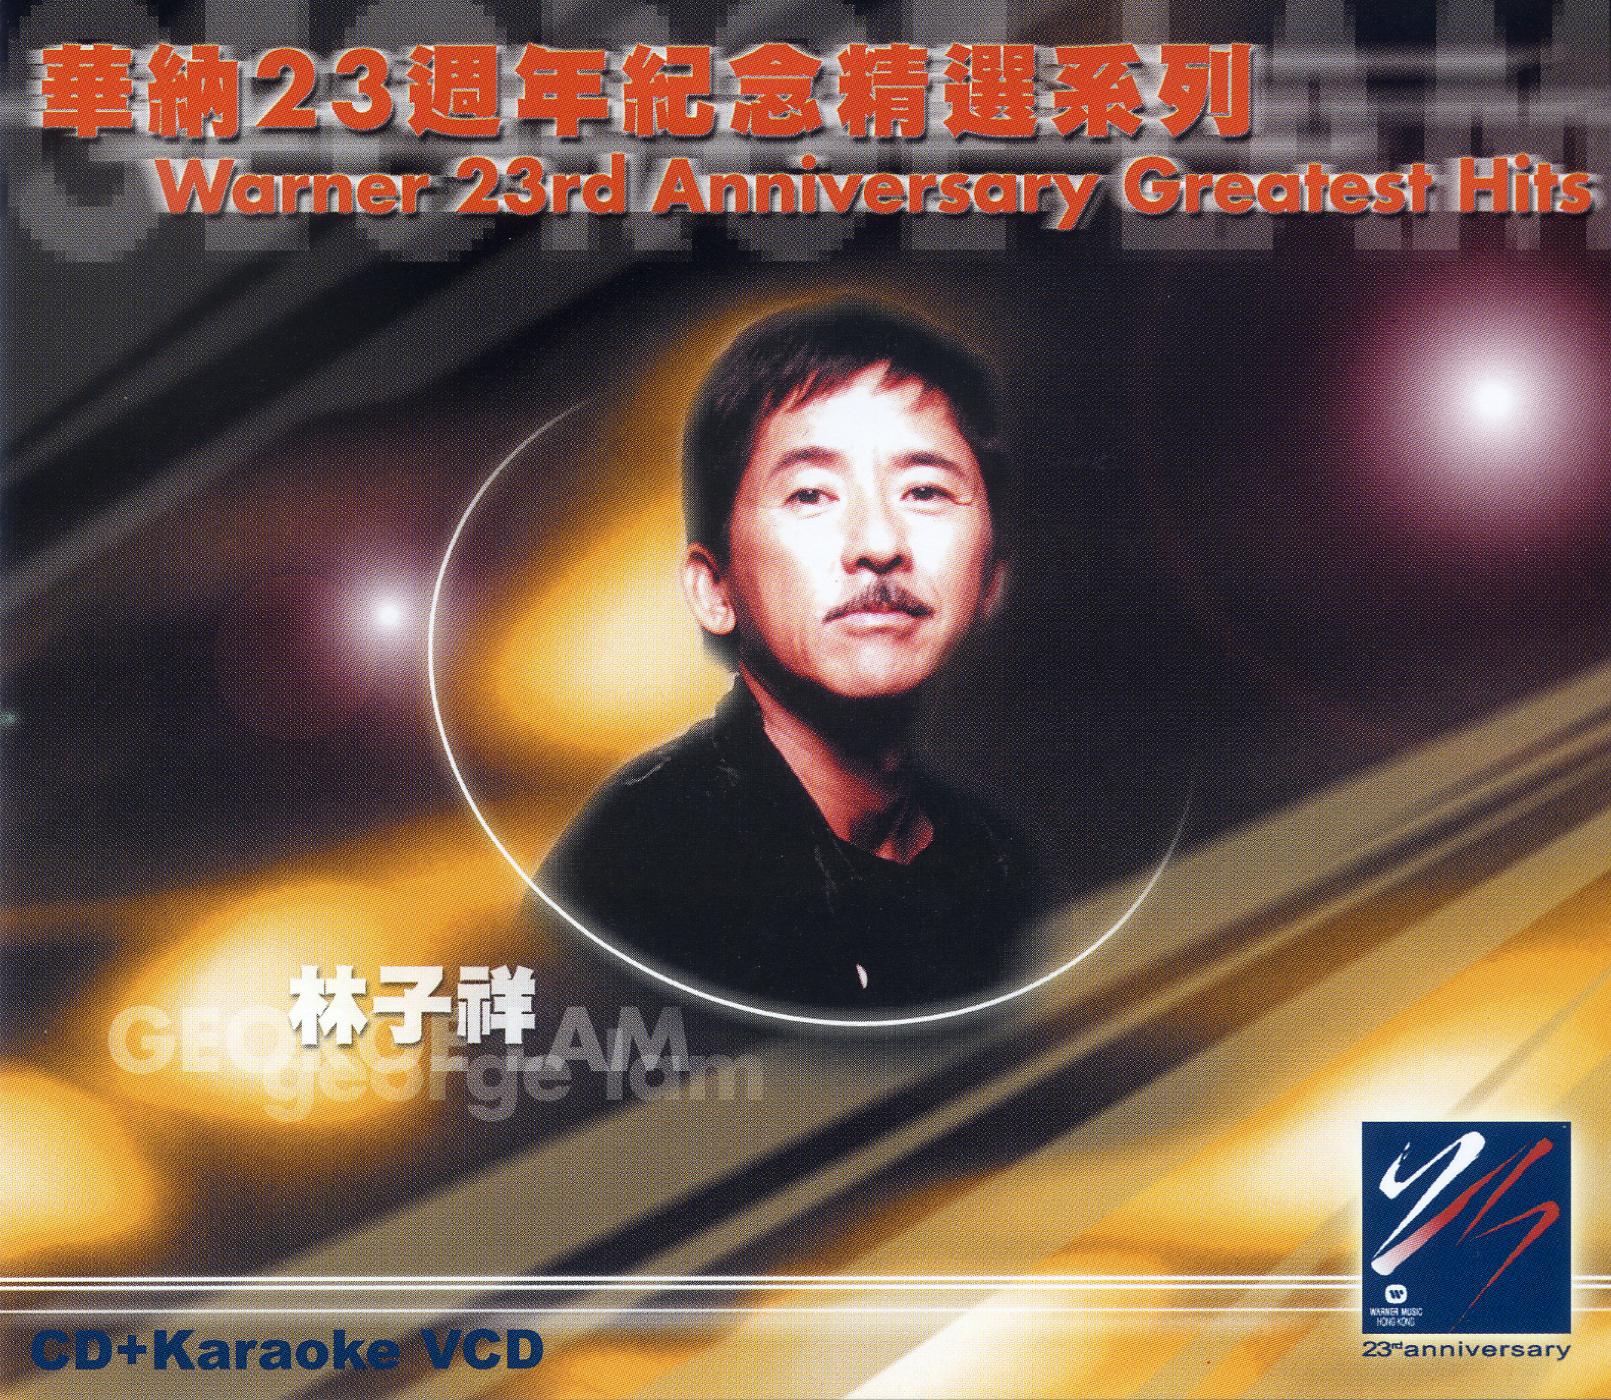 華納23週年紀念精選系列
Warner 23rd Anniversary Greatest Hits
林子祥
GEORGE LAM
george lam
WARNER MUSIC
HONG KONG
23rd anniversary
CD+Karaoke VCD